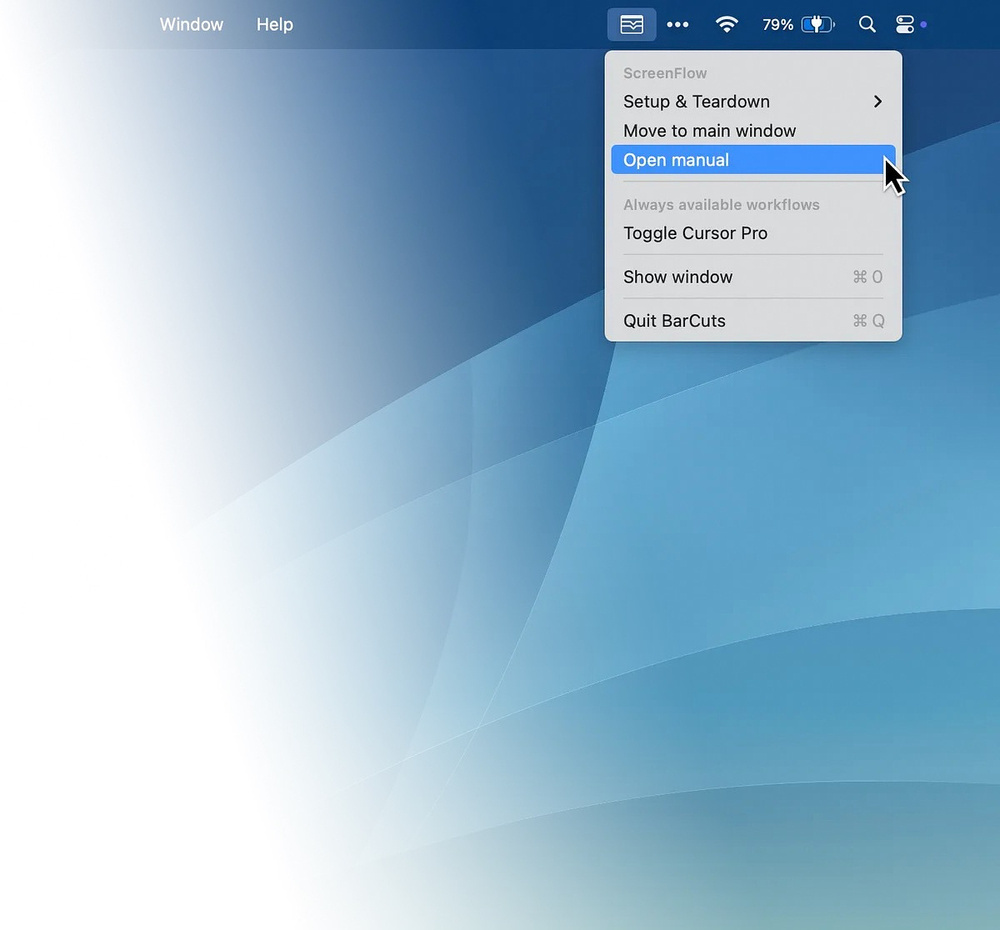 Window Help 79%
ScreenFlow
Setup & Teardown
Move to main window
Open manual
Always available workflows
Toggle Cursor Pro
Show window ⌘ O
Quit BarCuts ⌘ Q